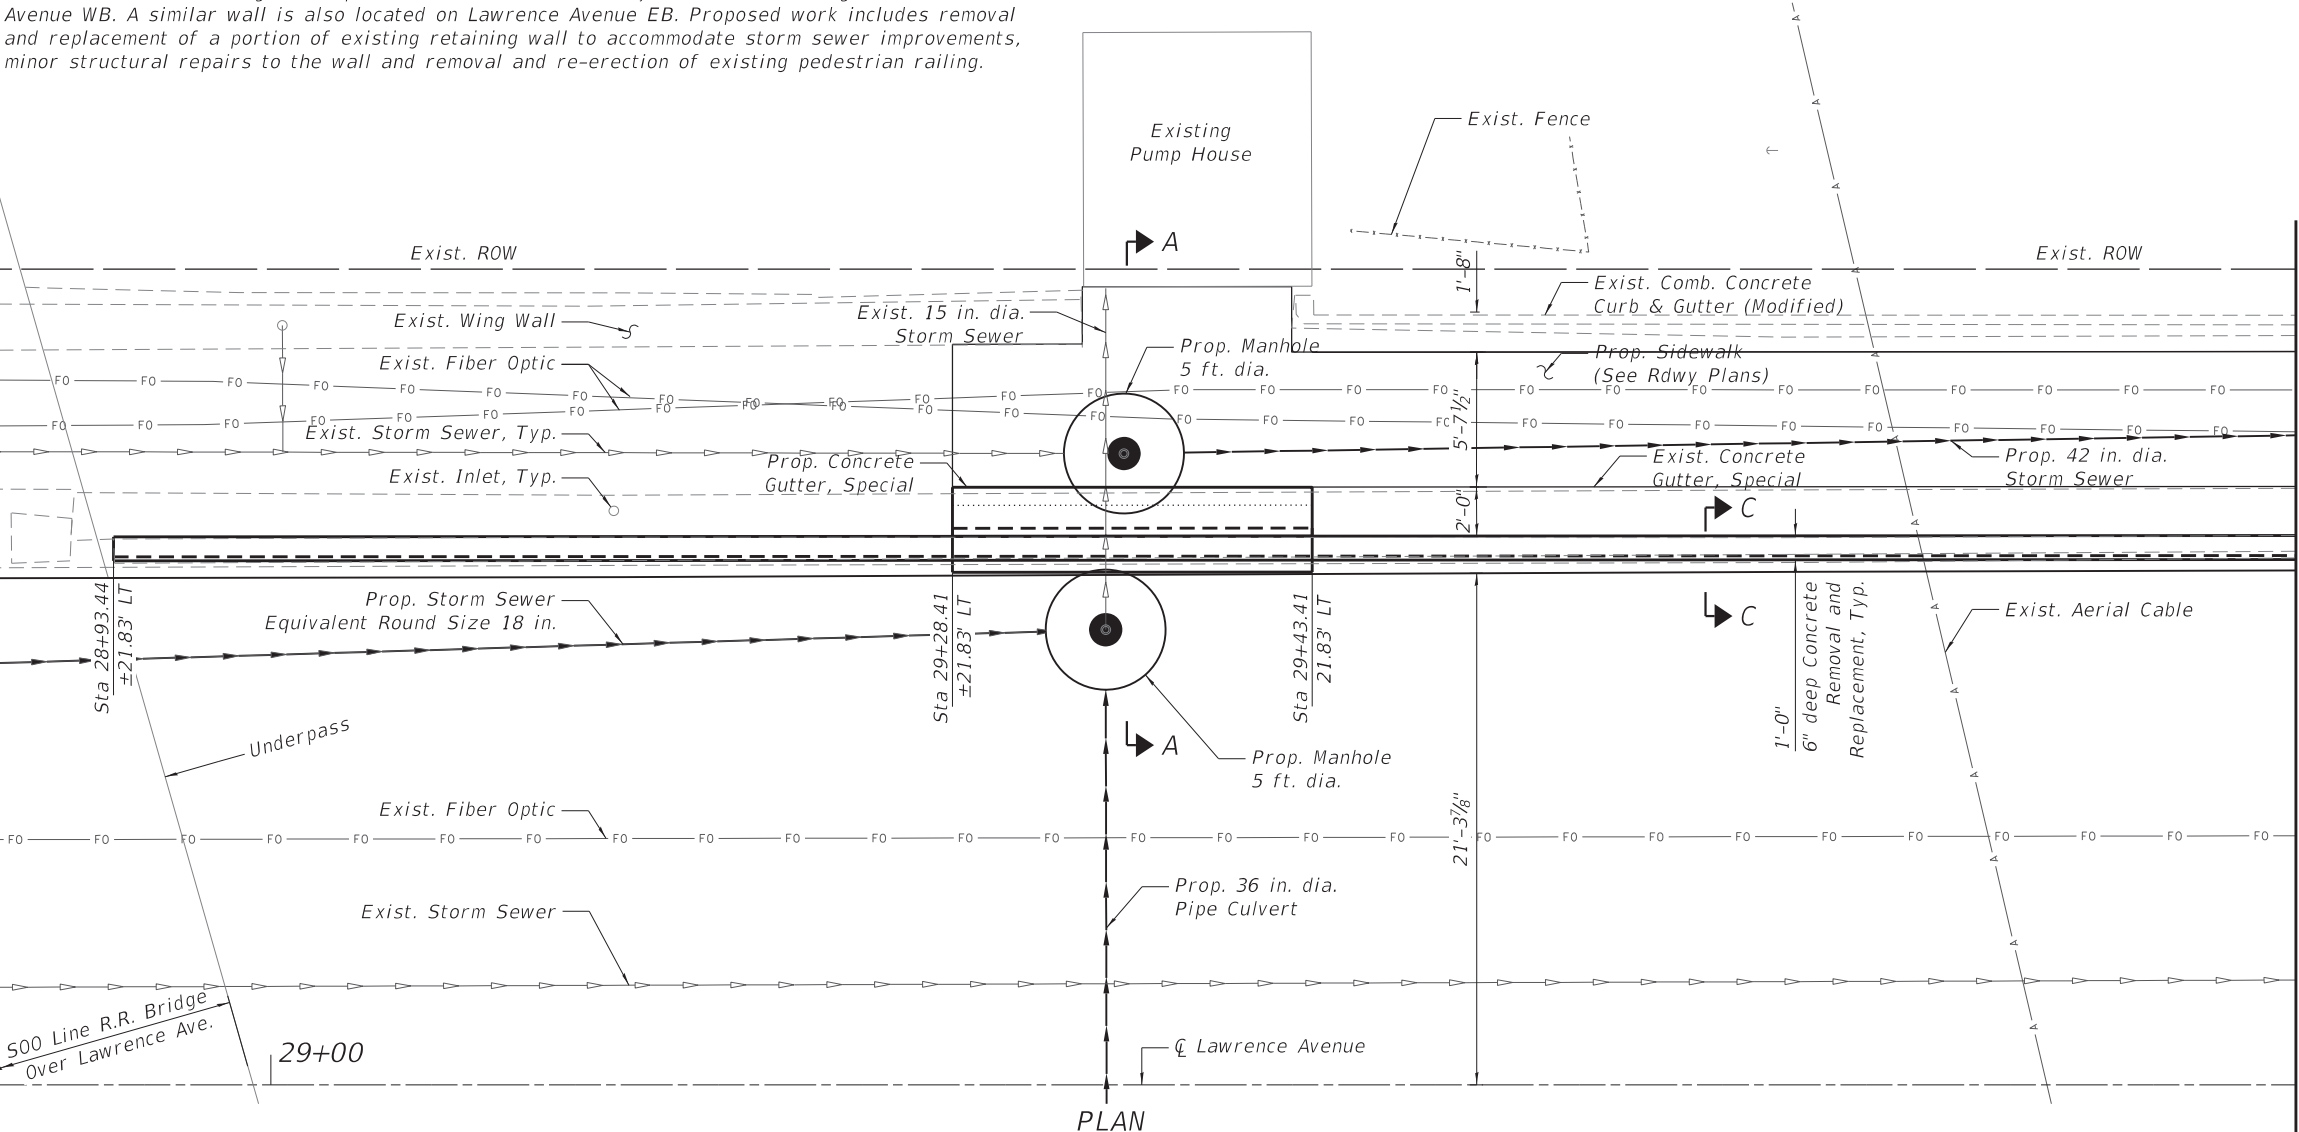 Avenue WB. A similar wall is also located on Lawrence Avenue EB. Proposed work includes removal
and replacement of a portion of existing retaining wall to accommodate storm sewer improvements,
minor structural repairs to the wall and removal and re-erection of existing pedestrian railing.
Existing
Pump House
Exist. Fence
A
Exist. ROW
Exist. ROW
1'-8"
Exist. Comb. Concrete
Curb & Gutter (Modified)
Exist. Wing Wall
Exist. 15 in. dia.
Storm Sewer
Prop. Manhole
5 ft. dia.
Prop. Sidewalk
(See Rdwy Plans)
Exist. Fiber Optic
5'-7½"
Exist. Storm Sewer, Typ.
Prop. Concrete
Gutter, Special
Exist. Concrete
Gutter, Special
Prop. 42 in. dia.
Storm Sewer
Exist. Inlet, Typ.
2'-0"
C
Sta 28+93.44
±21.83' LT
Prop. Storm Sewer
Equivalent Round Size 18 in.
Sta 29+28.41
±21.83' LT
Sta 29+43.41
21.83' LT
C
1'-0"
6" deep Concrete
Removal and
Replacement, Typ.
Exist. Aerial Cable
Underpass
A
Prop. Manhole
5 ft. dia.
Exist. Fiber Optic
21'-3⅞"
Prop. 36 in. dia.
Pipe Culvert
Exist. Storm Sewer
SOO Line R.R. Bridge
Over Lawrence Ave.
29+00
℄ Lawrence Avenue
PLAN